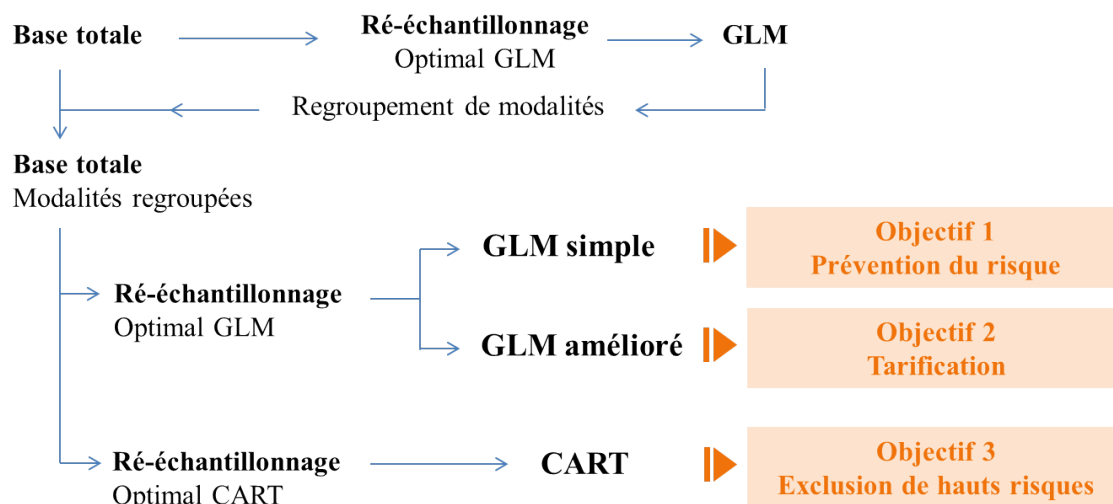 Base totale
Ré-échantillonnage
Optimal GLM
GLM
Regroupement de modalités
Base totale
Modalités regroupées
Ré-échantillonnage
Optimal GLM
GLM simple
Objectif 1
Prévention du risque
GLM amélioré
Objectif 2
Tarification
Ré-échantillonnage
Optimal CART
CART
Objectif 3
Exclusion de hauts risques